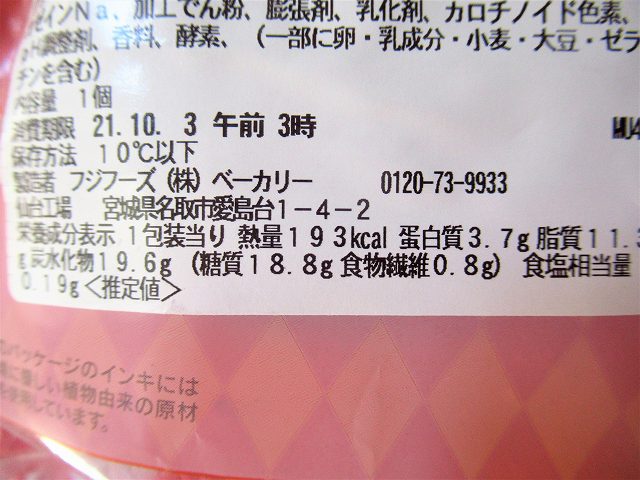 ゼインNa、加工でん粉、膨張剤、乳化剤、カロチノイド色素、
pH調整剤、香料、酵素、（一部に卵・乳成分・小麦・大豆・ゼラ
チンを含む）
内容量 1個
消費期限 21.10. 3 午前 3時
保存方法 10℃以下
製造者 フジフーズ（株）ベーカリー 0120-73-9933
仙台工場 宮城県名取市愛島台1－4－2
栄養成分表示 1包装当り 熱量193kcal 蛋白質3.7g 脂質11.
g 炭水化物19.6g （糖質18.8g 食物繊維0.8g） 食塩相当量
0.19g<推定値>
パッケージのインキには
優しい植物由来の原材
使用しています。